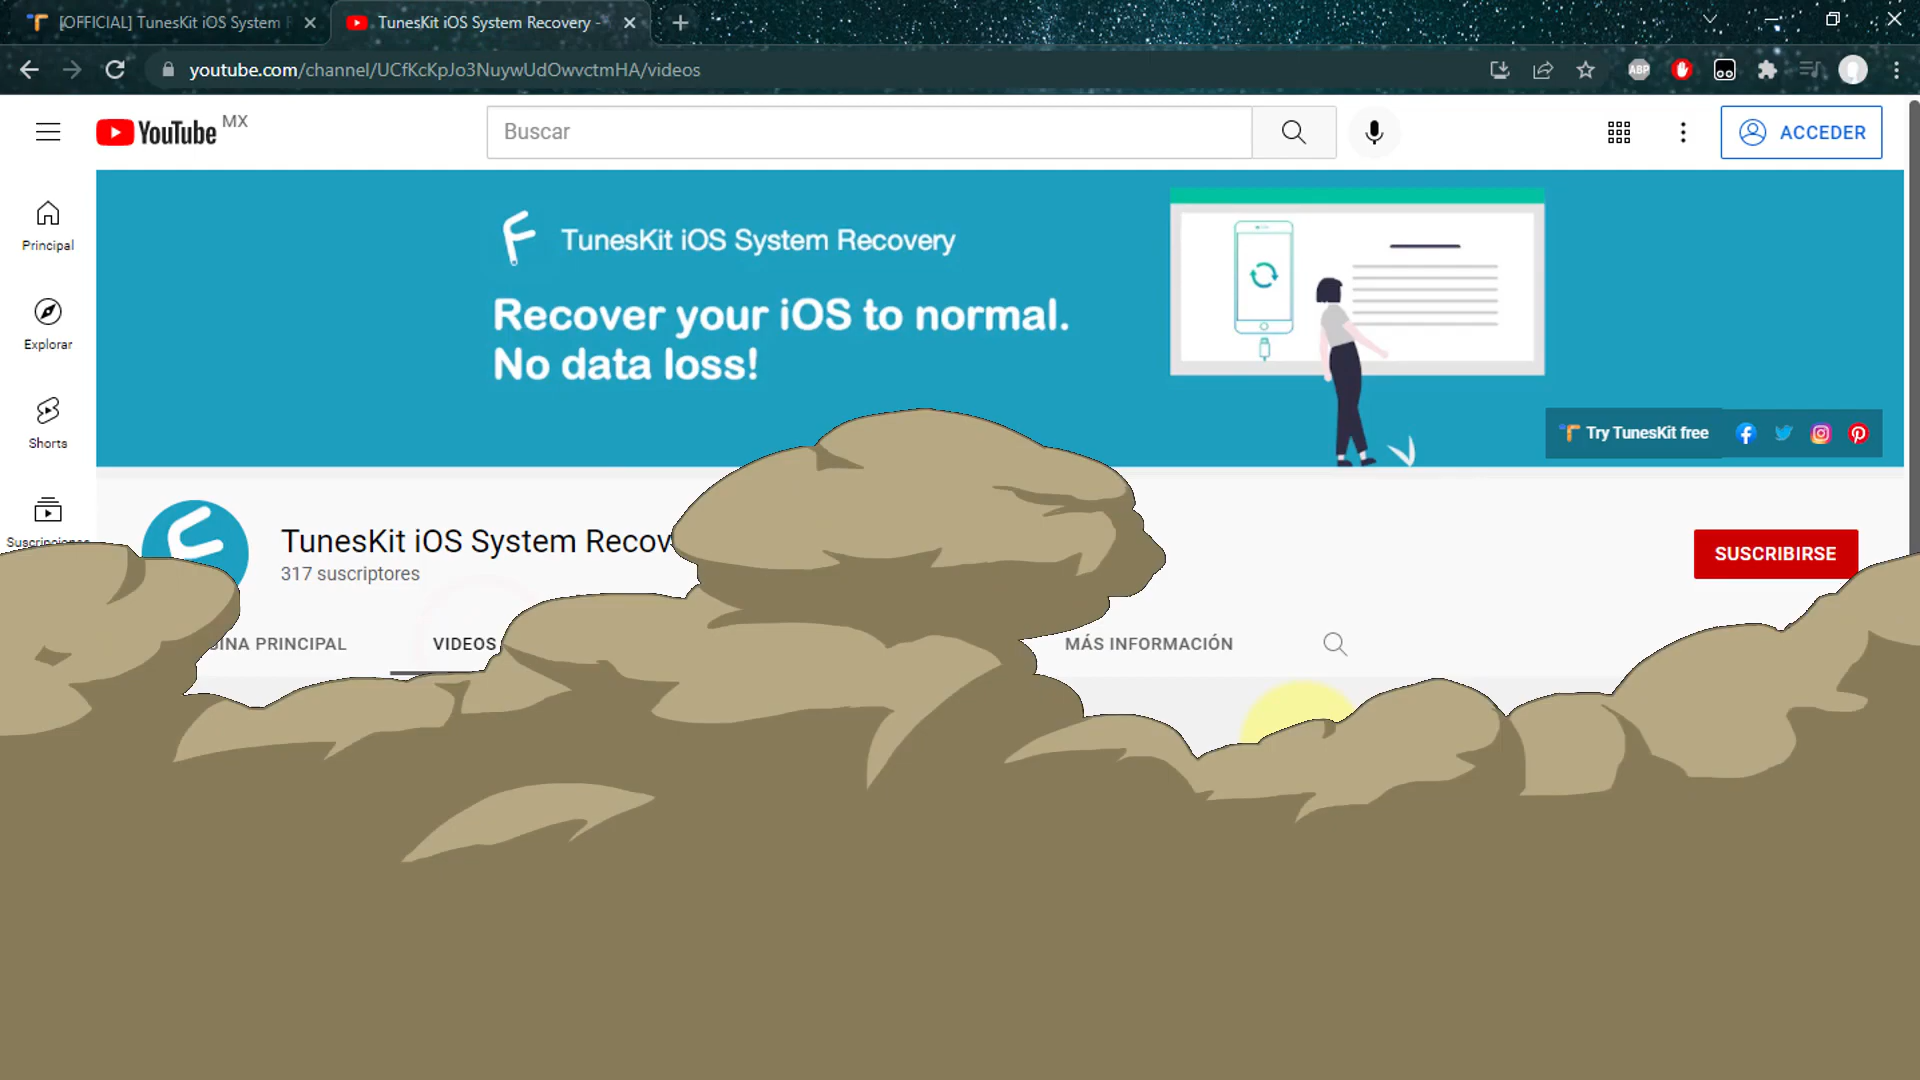 [OFFICIAL] TunesKit iOS System
TunesKit iOS System Recovery -
youtube.com/channel/UCfKcKpJo3NuywUdOwvctmHA/videos
ABP
YouTube MX
Buscar
ACCEDER
Principal
Explorar
Shorts
Suscripciones
TunesKit iOS System Recovery
Recover your iOS to normal.
No data loss!
Try TunesKit free
TunesKit iOS System Recov
317 suscriptores
SUSCRIBIRSE
INA PRINCIPAL
VIDEOS
MÁS INFORMACIÓN